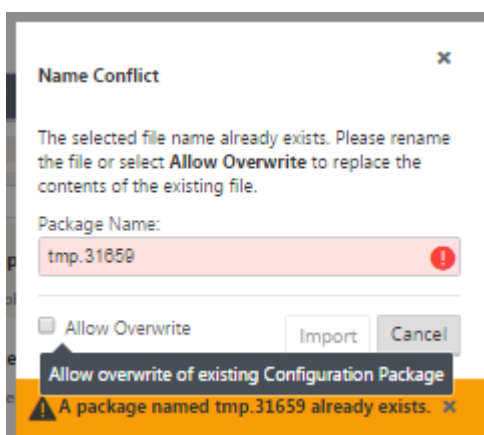 Name Conflict
The selected file name already exists. Please rename
the file or select Allow Overwrite to replace the
contents of the existing file.
Package Name:
tmp.31659
Allow Overwrite
Import
Cancel
Allow overwrite of existing Configuration Package
A package named tmp.31659 already exists.